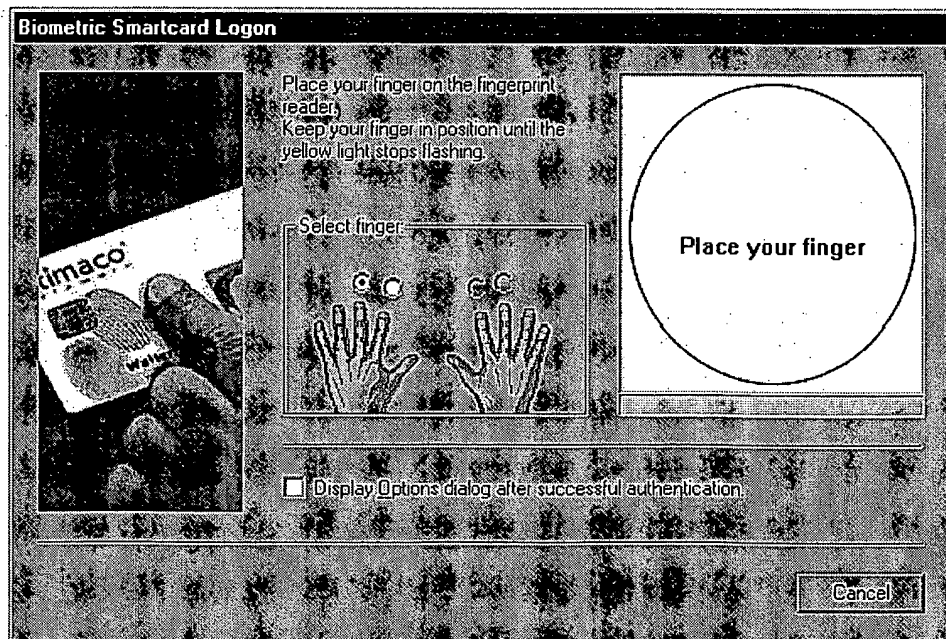 Biometric Smartcard Logon
Place your finger on the fingerprint
reader.
Keep your finger in position until the
yellow light stops flashing.
Select finger:
Place your finger
Display Options dialog after successful authentication.
Cancel